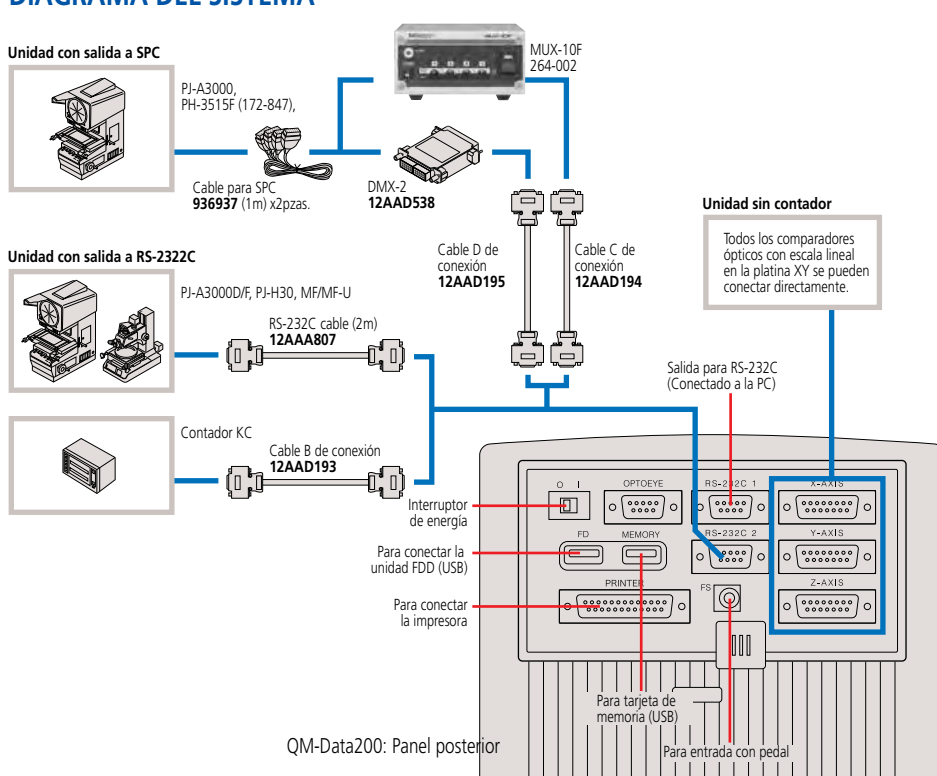 DIAGRAMA DEL SISTEMA
Unidad con salida a SPC
PJ-A3000,
PH-3515F (172-847),
Cable para SPC
936937 (1m) x2pzas.
MUX-10F
264-002
DMX-2
12AAD538
Cable D de
conexión
12AAD195
Cable C de
conexión
12AAD194
Unidad sin contador
Todos los comparadores
ópticos con escala lineal
en la platina XY se pueden
conectar directamente.
Unidad con salida a RS-2322C
PJ-A3000D/F, PJ-H30, MF/MF-U
RS-232C cable (2m)
12AAA807
Contador KC
Cable B de conexión
12AAD193
Salida para RS-232C
(Conectado a la PC)
Interruptor
de energía
Para conectar la
unidad FDD (USB)
Para conectar
la impresora
O I
OPTOEYE
RS-232C 1
X-AXIS
FD
MEMORY
RS-232C 2
Y-AXIS
PRINTER
FS
Z-AXIS
Para tarjeta de
memoria (USB)
Para entrada con pedal
QM-Data200: Panel posterior